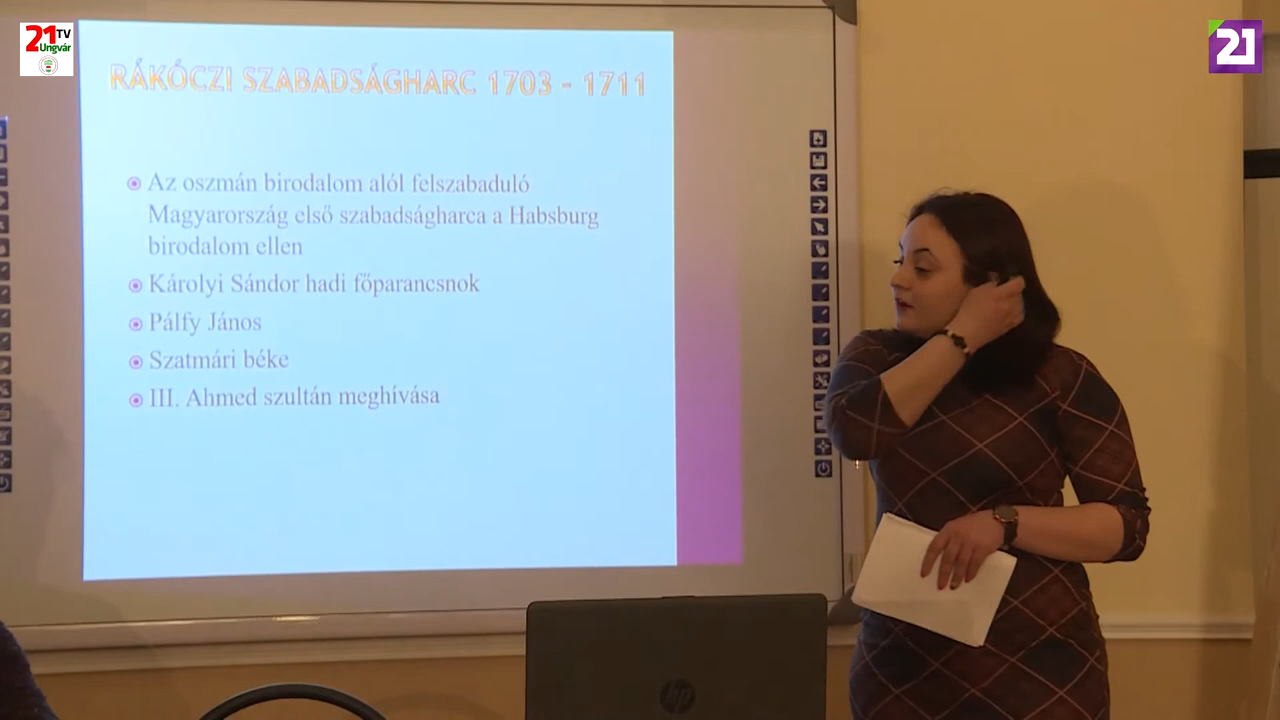 21 TV
Ungvár
21
RÁKÓCZI SZABADSÁGHARC 1703 - 1711
Az oszmán birodalom alól felszabaduló
Magyarország első szabadságharca a Habsburg
birodalom ellen
Károlyi Sándor hadi főparancsnok
Pálfy János
Szatmári béke
III. Ahmed szultán meghívása
hp